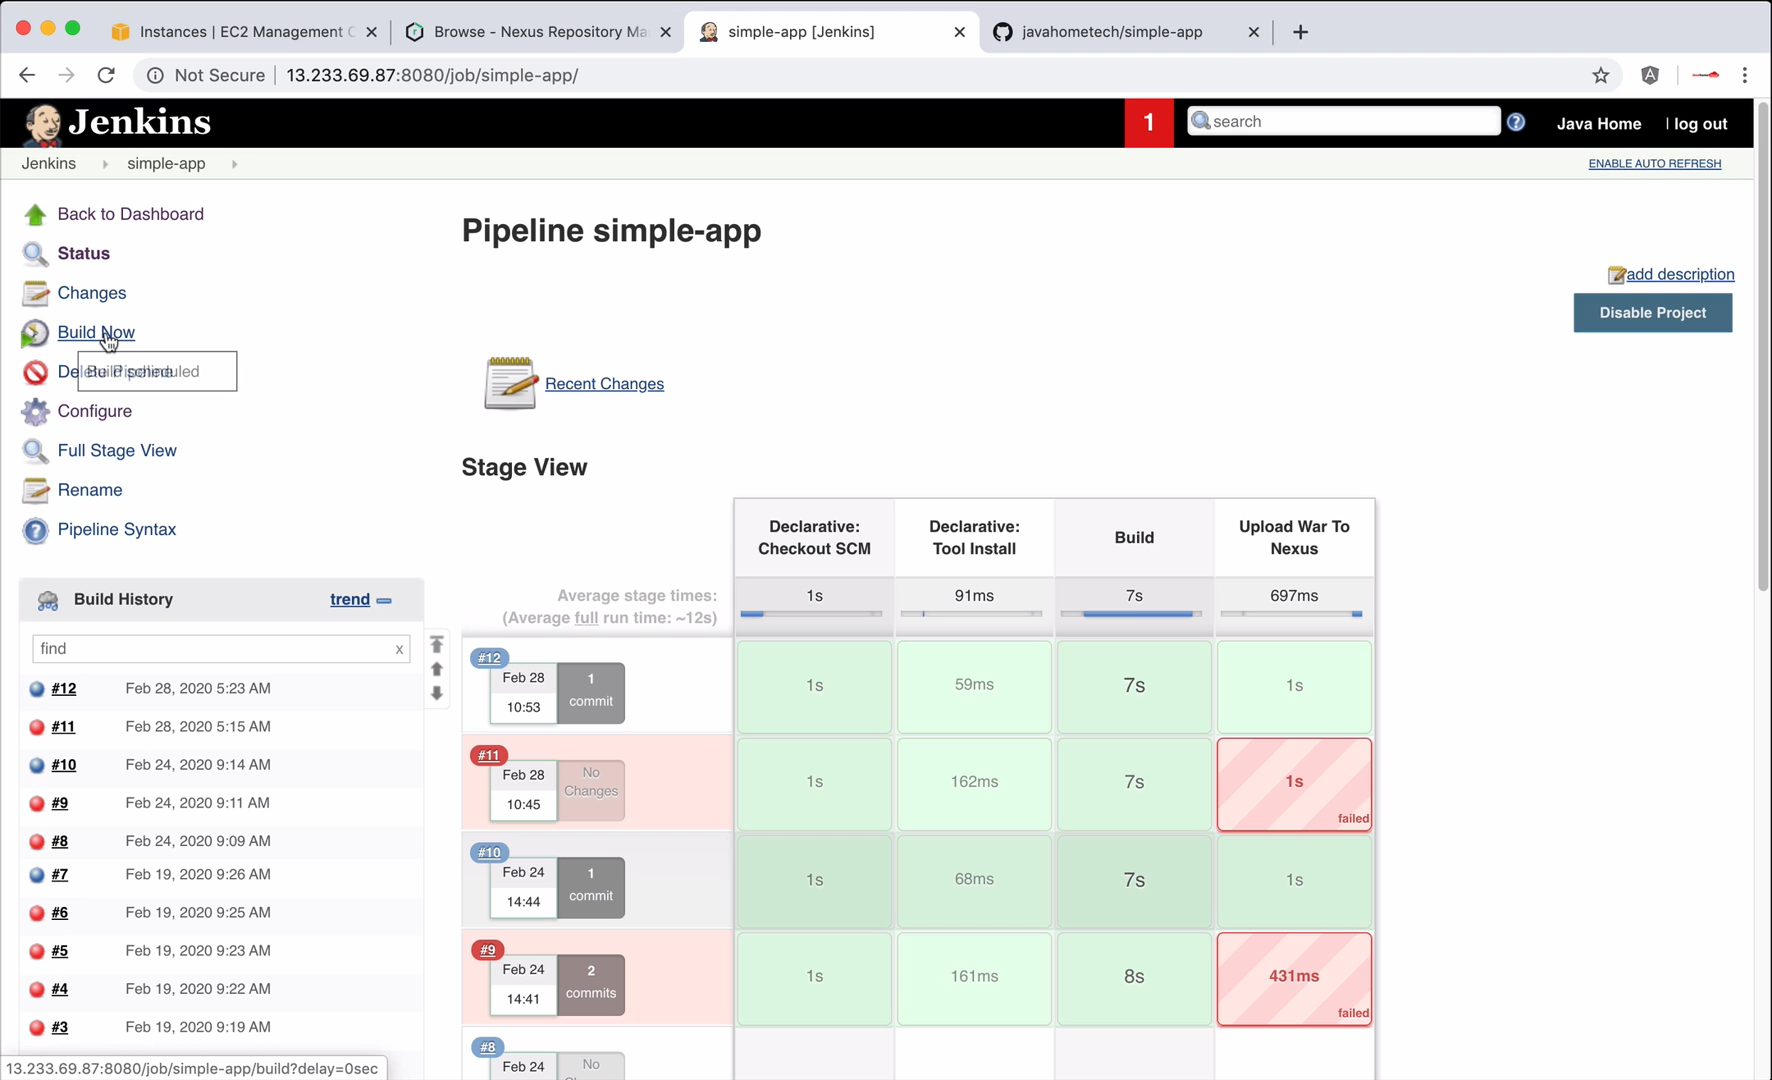 Instances | EC2 Management C
Browse - Nexus Repository Ma
simple-app [Jenkins]
javahometech/simple-app
Not Secure
13.233.69.87:8080/job/simple-app/
Jenkins
1
search
Java Home
| log out
Jenkins
simple-app
ENABLE AUTO REFRESH
Back to Dashboard
Status
Changes
Build Now
Delete Pipeline
Build scheduled
Configure
Full Stage View
Rename
Pipeline Syntax
Pipeline simple-app
add description
Disable Project
Recent Changes
Stage View
Declarative: Checkout SCM
Declarative: Tool Install
Build
Upload War To Nexus
Average stage times:
(Average full run time: ~12s)
1s
91ms
7s
697ms
#12
Feb 28
10:53
1 commit
1s
59ms
7s
1s
#11
Feb 28
10:45
No Changes
1s
162ms
7s
1s
failed
#10
Feb 24
14:44
1 commit
1s
68ms
7s
1s
#9
Feb 24
14:41
2 commits
1s
161ms
8s
431ms
failed
#8
Feb 24
No
Build History
trend
find
x
#12 Feb 28, 2020 5:23 AM
#11 Feb 28, 2020 5:15 AM
#10 Feb 24, 2020 9:14 AM
#9 Feb 24, 2020 9:11 AM
#8 Feb 24, 2020 9:09 AM
#7 Feb 19, 2020 9:26 AM
#6 Feb 19, 2020 9:25 AM
#5 Feb 19, 2020 9:23 AM
#4 Feb 19, 2020 9:22 AM
#3 Feb 19, 2020 9:19 AM
13.233.69.87:8080/job/simple-app/build?delay=0sec